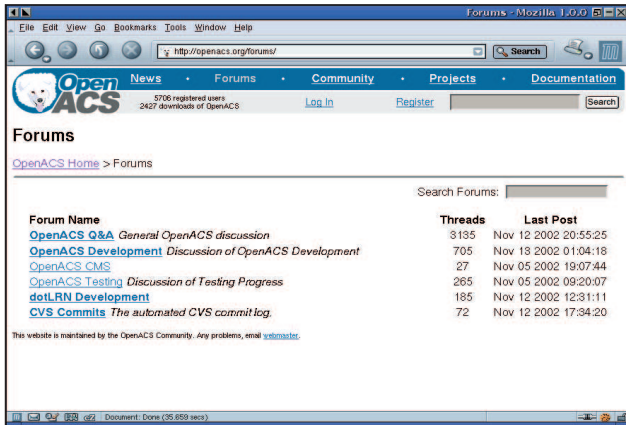 Forums - Mozilla 1.0.0
File Edit View Go Bookmarks Tools Window Help
http://openacs.org/forums/ Search
Open ACS
News • Forums • Community • Projects • Documentation
5706 registered users
2427 downloads of OpenACS
Log In Register Search
Forums
OpenACS Home > Forums
Search Forums:
Forum Name Threads Last Post
OpenACS Q&A General OpenACS discussion 3135 Nov 12 2002 20:55:25
OpenACS Development Discussion of OpenACS Development 705 Nov 13 2002 01:04:18
OpenACS CMS 27 Nov 05 2002 19:07:44
OpenACS Testing Discussion of Testing Progress 265 Nov 05 2002 09:20:07
dotLRN Development 185 Nov 12 2002 12:31:11
CVS Commits The automated CVS commit log. 72 Nov 12 2002 17:34:20
This website is maintained by the OpenACS Community. Any problems, email webmaster.
Document: Done (35.659 secs)